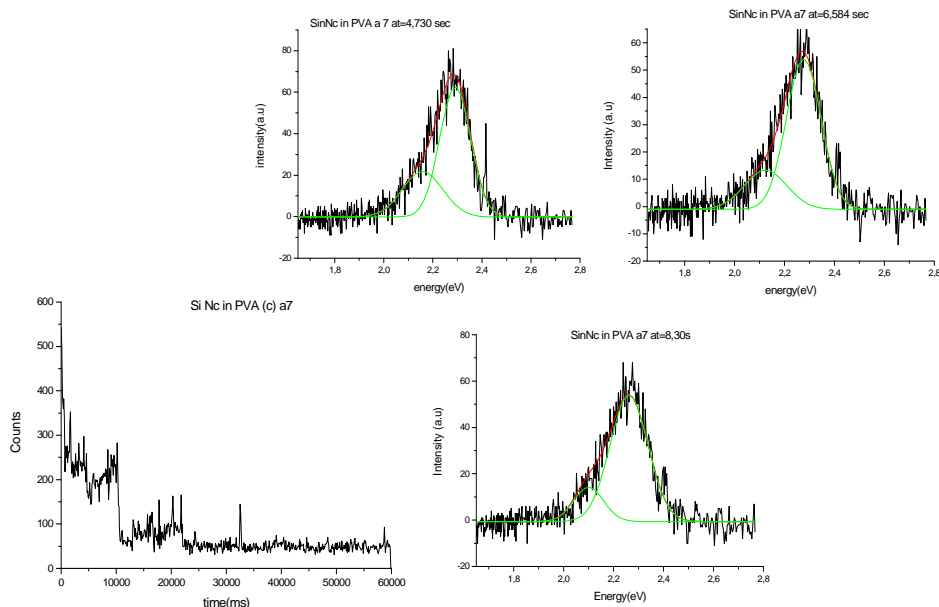 SinNc in PVA a 7 at=4,730 sec
80
60
40
20
0
-20
intensity(a.u)
1,8 2,0 2,2 2,4 2,6 2,8
energy(eV)
SinNc in PVA a7 at=6,584 sec
60
50
40
30
20
10
0
-10
-20
Intensity (a.u)
1,8 2,0 2,2 2,4 2,6 2,8
energy(eV)
Si Nc in PVA (c) a7
600
500
400
300
200
100
0
Counts
0 10000 20000 30000 40000 50000 60000
time(ms)
SinNc in PVA a7 at=8,30s
80
60
40
20
0
-20
Intensity (a.u)
1,8 2,0 2,2 2,4 2,6 2,8
Energy(eV)